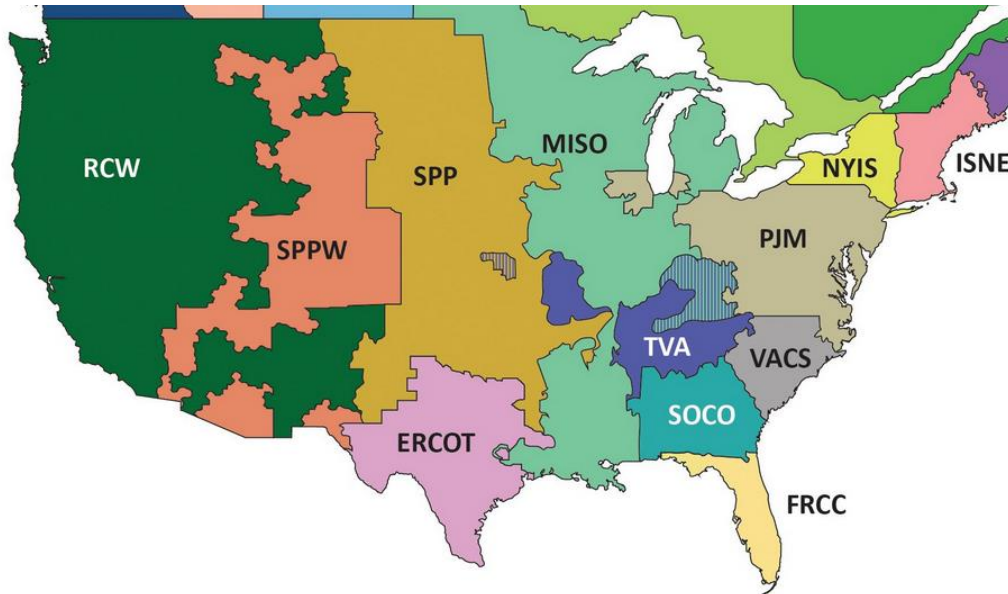 MISO
NYIS
ISNE
RCW
SPP
SPPW
PJM
TVA
VACS
SOCO
ERCOT
FRCC